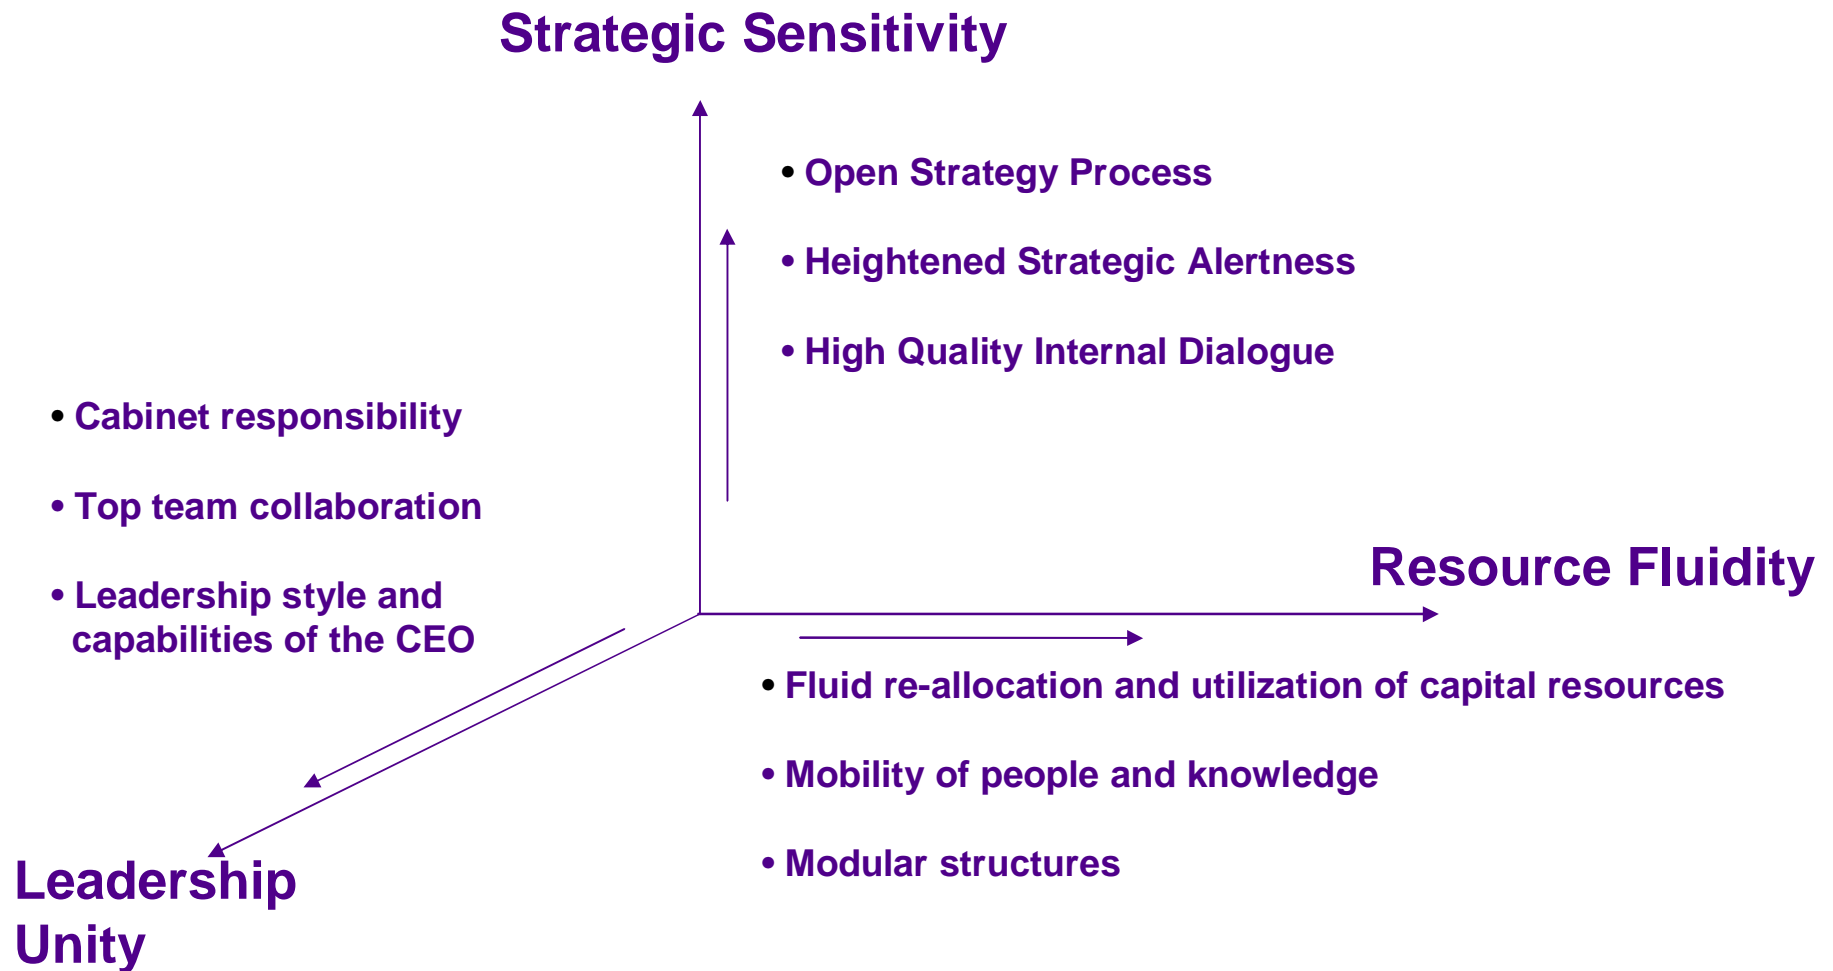 Strategic Sensitivity
• Open Strategy Process
• Heightened Strategic Alertness
• High Quality Internal Dialogue
• Cabinet responsibility
• Top team collaboration
• Leadership style and
capabilities of the CEO
Resource Fluidity
• Fluid re-allocation and utilization of capital resources
• Mobility of people and knowledge
• Modular structures
Leadership
Unity